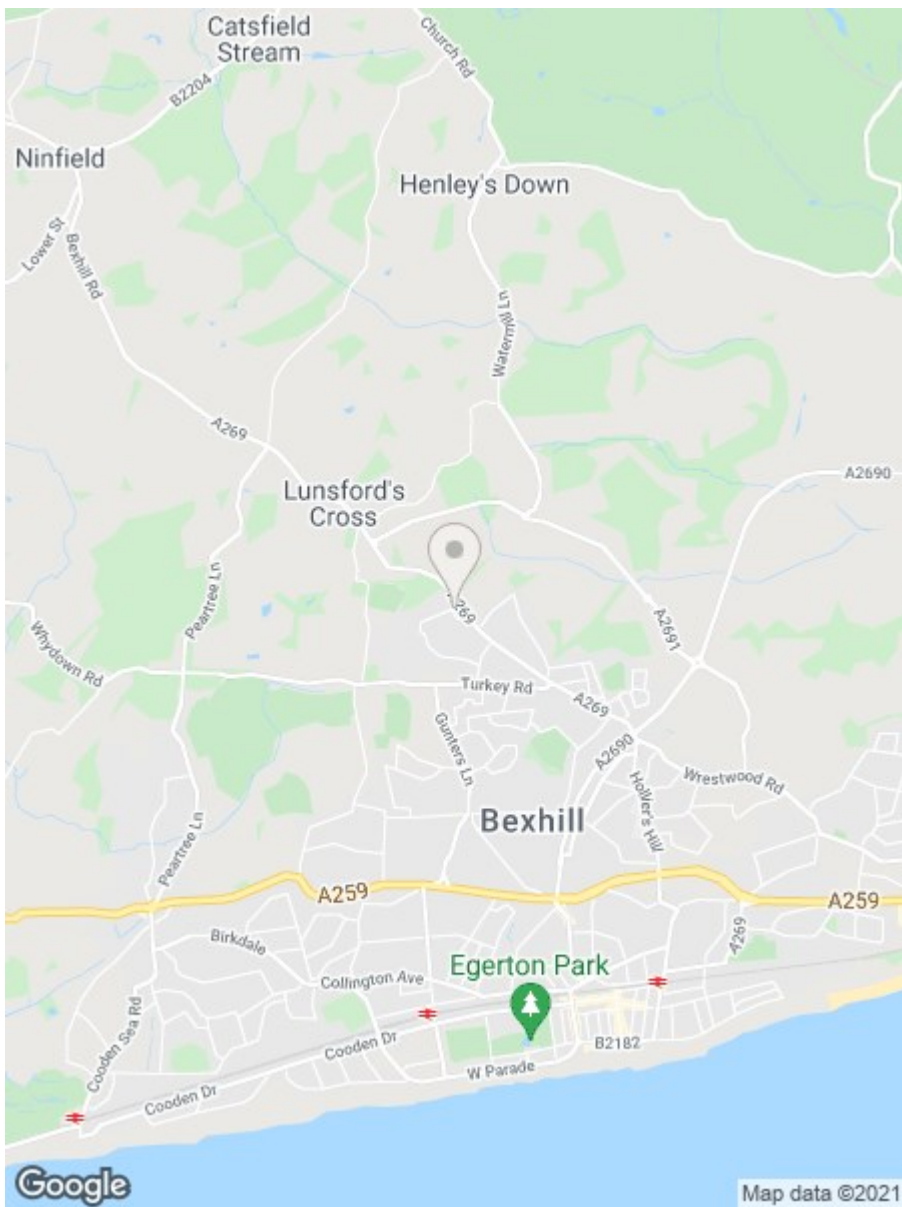 Catsfield
Stream
Church Rd
B2204
Ninfield
Henley's Down
Lower St
Bexhill Rd
Watermill Ln
A269
A2690
Lunsford's
Cross
Peartree Ln
A269
A2691
Whydown Rd
Turkey Rd
A269
Gunters Ln
A2690
Wrestwood Rd
Holliver's Hill
Bexhill
Peartree Ln
A259
A259
A269
Birkdale
Egerton Park
Collington Ave
Cooden Sea Rd
Cooden Dr
B2182
W Parade
Cooden Dr
Google
Map data ©2021